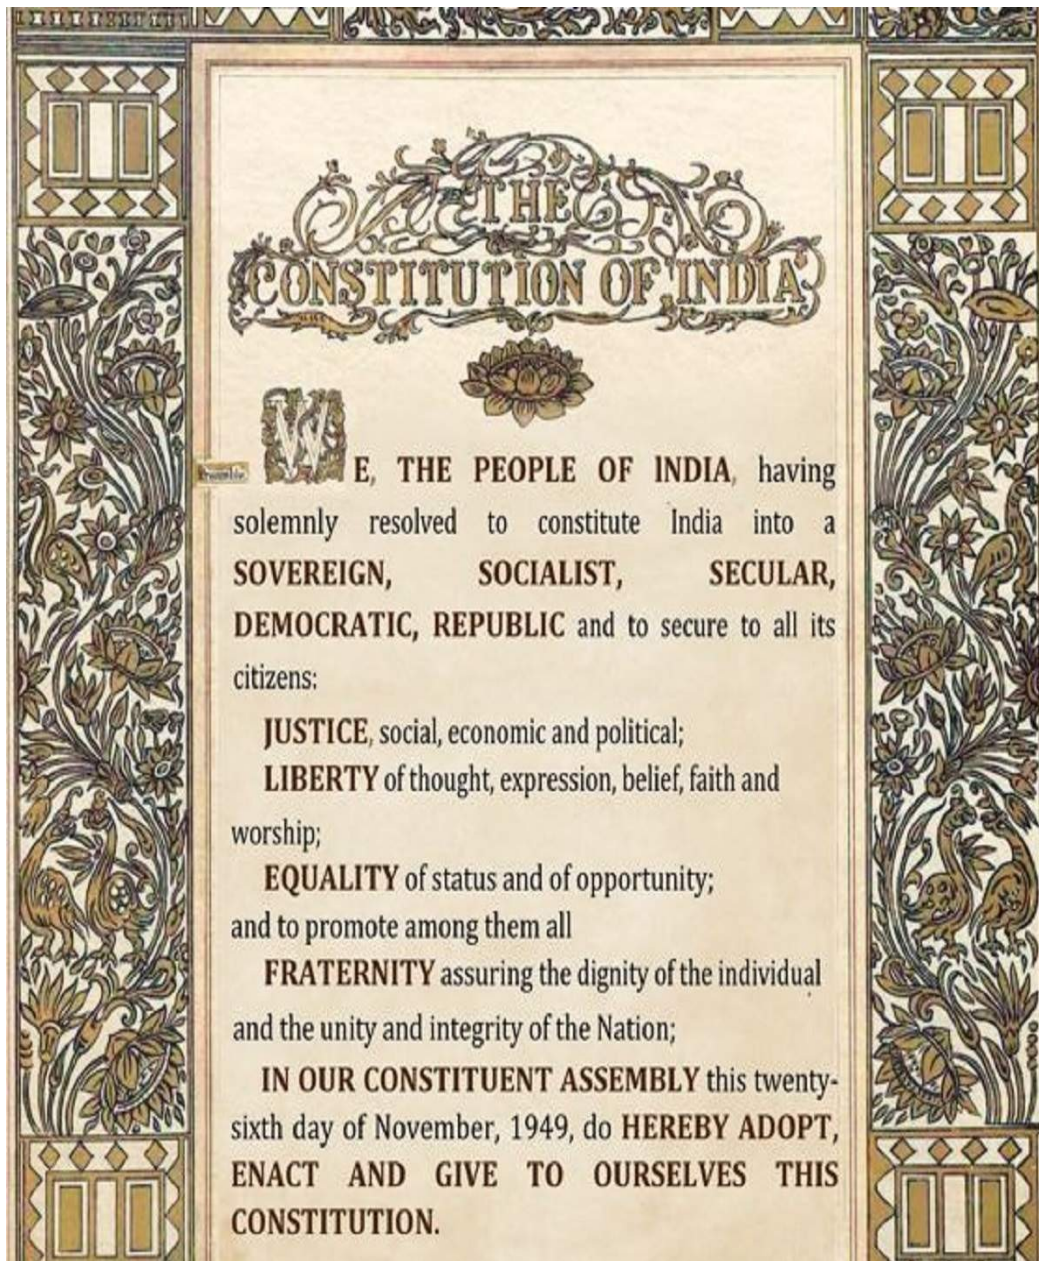 THE
CONSTITUTION OF INDIA
WE, THE PEOPLE OF INDIA, having
solemnly resolved to constitute India into a
SOVEREIGN, SOCIALIST, SECULAR,
DEMOCRATIC, REPUBLIC and to secure to all its
citizens:
JUSTICE, social, economic and political;
LIBERTY of thought, expression, belief, faith and
worship;
EQUALITY of status and of opportunity;
and to promote among them all
FRATERNITY assuring the dignity of the individual
and the unity and integrity of the Nation;
IN OUR CONSTITUENT ASSEMBLY this twenty-
sixth day of November, 1949, do HEREBY ADOPT,
ENACT AND GIVE TO OURSELVES THIS
CONSTITUTION.